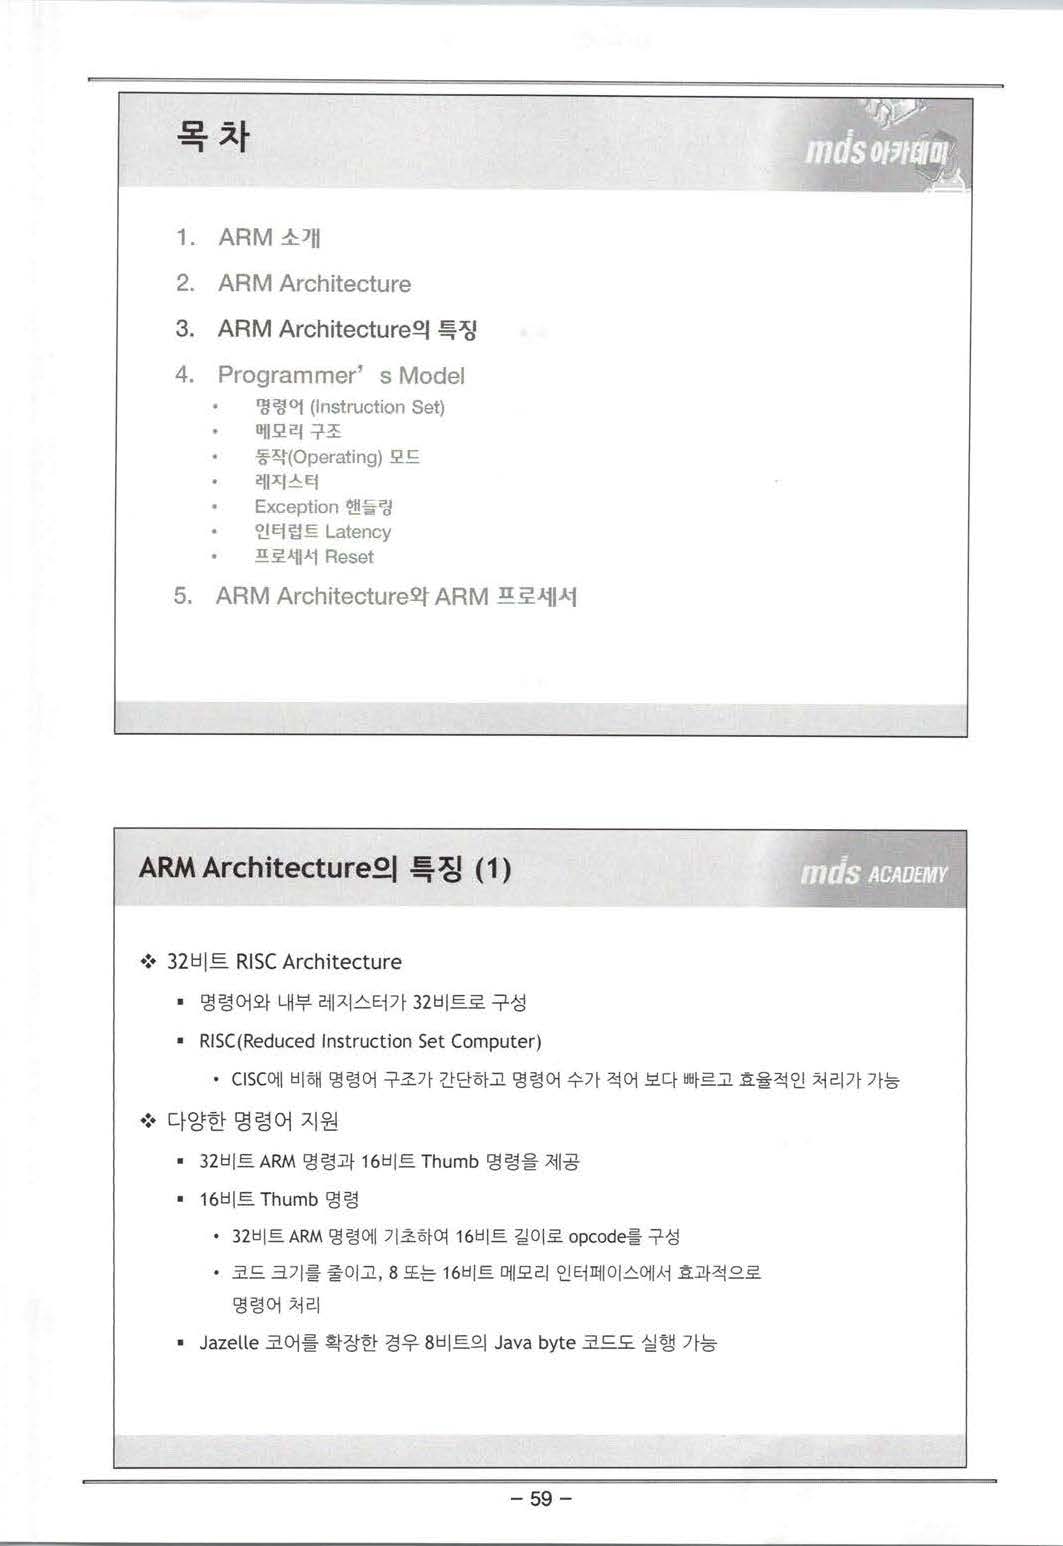 목 차
mds 아카데미
1. ARM 소개
2. ARM Architecture
3. ARM Architecture의 특징
4. Programmer’ s Model
• 명령어 (Instruction Set)
• 메모리 구조
• 동작(Operating) 모드
• 레지스터
• Exception 핸들링
• 인터럽트 Latency
• 프로세서 Reset
5. ARM Architecture와 ARM 프로세서
ARM Architecture의 특징 (1)
mds ACADEMY
❖ 32비트 RISC Architecture
▪ 명령어와 내부 레지스터가 32비트로 구성
▪ RISC(Reduced Instruction Set Computer)
• CISC에 비해 명령어 구조가 간단하고 명령어 수가 적어 보다 빠르고 효율적인 처리가 가능
❖ 다양한 명령어 지원
▪ 32비트 ARM 명령과 16비트 Thumb 명령을 제공
▪ 16비트 Thumb 명령
• 32비트 ARM 명령에 기초하여 16비트 길이로 opcode를 구성
• 코드 크기를 줄이고, 8 또는 16비트 메모리 인터페이스에서 효과적으로
명령어 처리
▪ Jazelle 코어를 확장한 경우 8비트의 Java byte 코드도 실행 가능
– 59 –